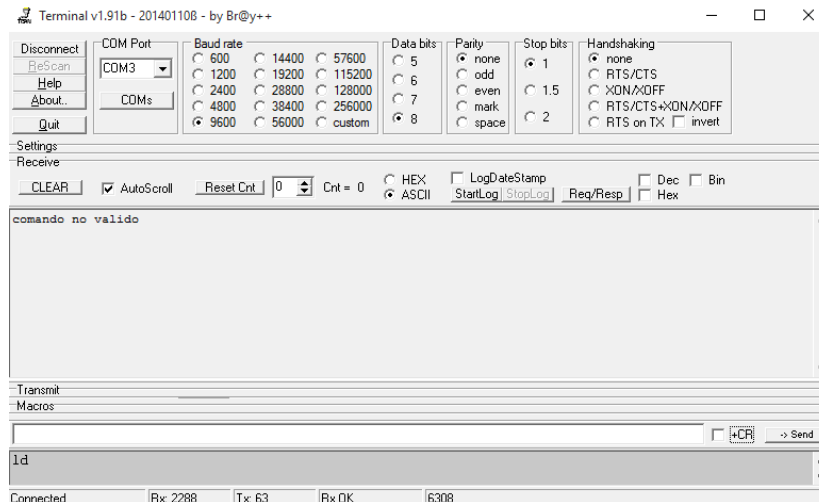 Terminal v1.91b - 20140110ß - by Br@y++
Disconnect
ReScan
Help
About..
Quit
COM Port
COM3
COMs
Baud rate
600 14400 57600
1200 19200 115200
2400 28800 128000
4800 38400 256000
9600 56000 custom
Data bits
5
6
7
8
Parity
none
odd
even
mark
space
Stop bits
1
1.5
2
Handshaking
none
RTS/CTS
XON/XOFF
RTS/CTS+XON/XOFF
RTS on TX invert
Settings
Receive
CLEAR AutoScroll Reset Cnt 0 Cnt = 0
HEX
ASCII
LogDateStamp
StartLog StopLog Req/Resp
Dec Bin
Hex
comando no valido
Transmit
Macros
+CR -> Send
ld
Connected Rx: 2288 Tx: 63 Rx OK 6308